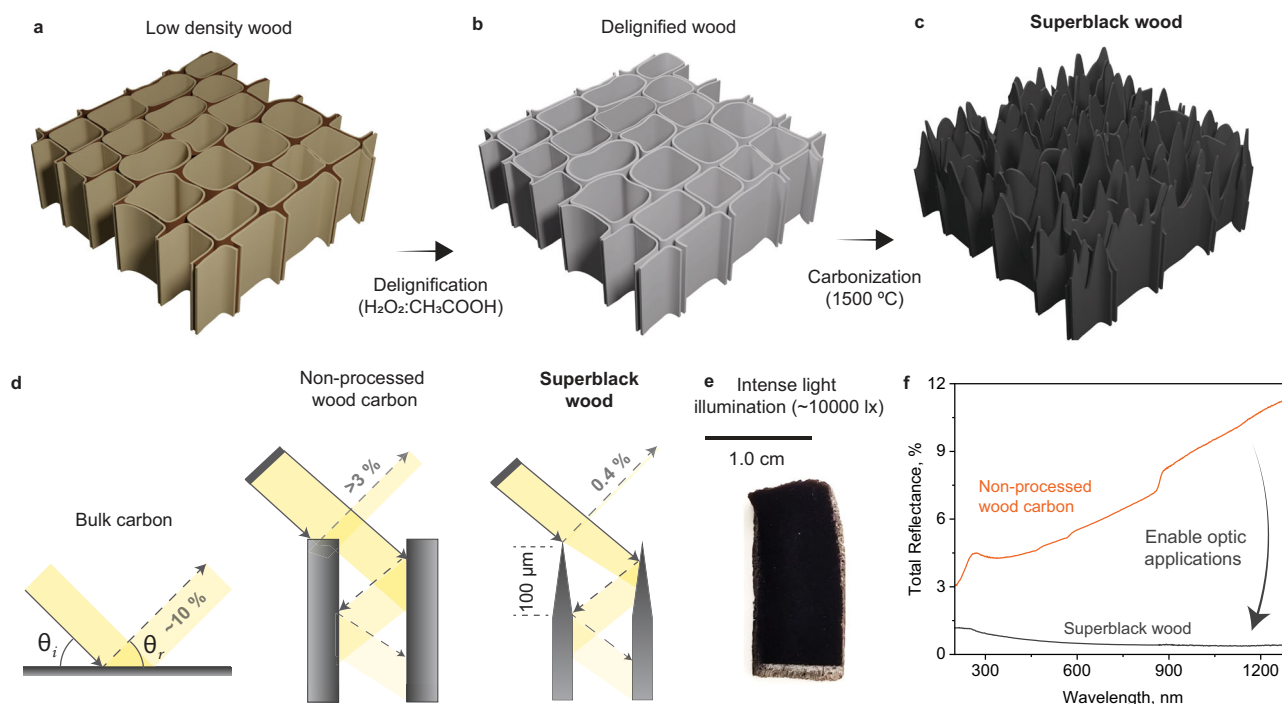 a
Low density wood
b
Delignified wood
c
Superblack wood
Delignification
(H₂O₂:CH₃COOH)
Carbonization
(1500 ºC)
d
Bulk carbon
θi
θr
~10 %
Non-processed
wood carbon
>3 %
Superblack
wood
0.4 %
100 µm
e
Intense light
illumination (~10000 lx)
1.0 cm
f
Total Reflectance, %
12
9
6
3
0
Non-processed
wood carbon
Enable optic
applications
Superblack wood
300
600
900
1200
Wavelength, nm